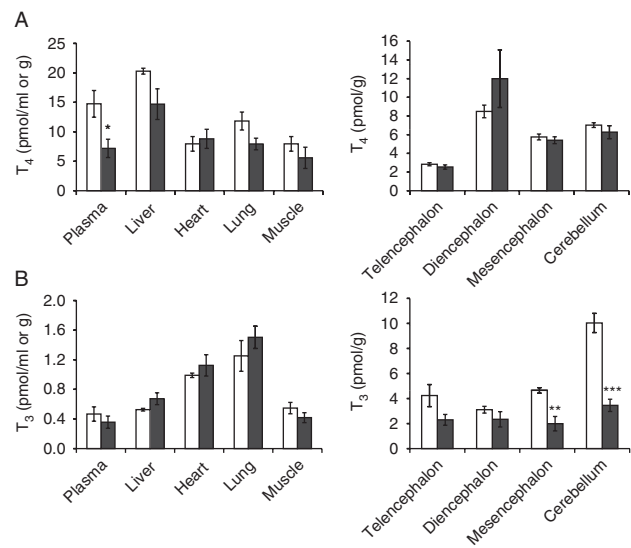 A
T4 (pmol/ml or g)
25
20
15
10
5
0
*
Plasma
Liver
Heart
Lung
Muscle
T4 (pmol/g)
16
14
12
10
8
6
4
2
0
Telencephalon
Diencephalon
Mesencephalon
Cerebellum
B
T3 (pmol/ml or g)
2.0
1.6
1.2
0.8
0.4
0.0
Plasma
Liver
Heart
Lung
Muscle
T3 (pmol/g)
12
10
8
6
4
2
0
**
***
Telencephalon
Diencephalon
Mesencephalon
Cerebellum